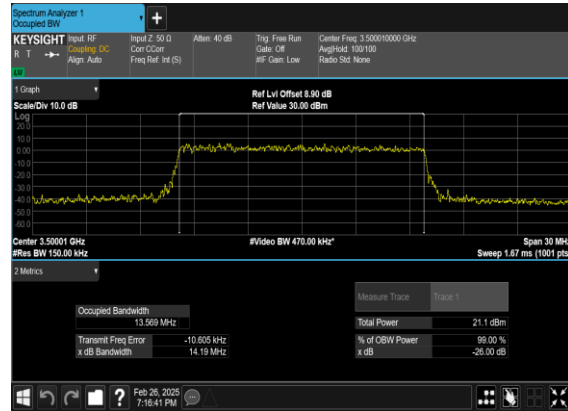 Spectrum Analyzer 1
Occupied BW
KEYSIGHT Input: RF Input Z: 50 Ω Atten: 40 dB Trig: Free Run Center Freq: 3.500010000 GHz
R T Coupling: DC Corr CCorr Gate: Off Avg|Hold: 100/100
Align: Auto Freq Ref: Int (S) #IF Gain: Low Radio Std: None
LW
1 Graph Ref Lvl Offset 8.90 dB
Scale/Div 10.0 dB Ref Value 30.00 dBm
Log
20.0
10.0
0.00
-10.0
-20.0
-30.0
-40.0
-50.0
-60.0
Center 3.50001 GHz #Video BW 470.00 kHz* Span 30 MHz
#Res BW 150.00 kHz Sweep 1.67 ms (1001 pts
2 Metrics
Measure Trace Trace 1
Occupied Bandwidth
13.569 MHz Total Power 21.1 dBm
Transmit Freq Error -10.605 kHz % of OBW Power 99.00 %
x dB Bandwidth 14.19 MHz x dB -26.00 dB
Feb 26, 2025
7:16:41 PM